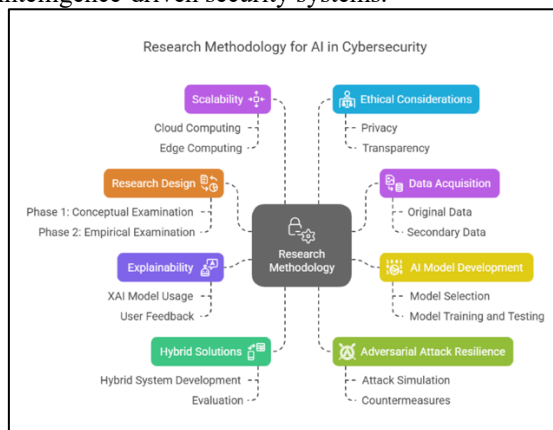 intelligence-driven security systems.
Research Methodology for AI in Cybersecurity
Scalability
Cloud Computing
Edge Computing
Research Design
Phase 1: Conceptual Examination
Phase 2: Empirical Examination
Explainability
XAI Model Usage
User Feedback
Hybrid Solutions
Hybrid System Development
Evaluation
Research
Methodology
Ethical Considerations
Privacy
Transparency
Data Acquisition
Original Data
Secondary Data
AI Model Development
Model Selection
Model Training and Testing
Adversarial Attack Resilience
Attack Simulation
Countermeasures